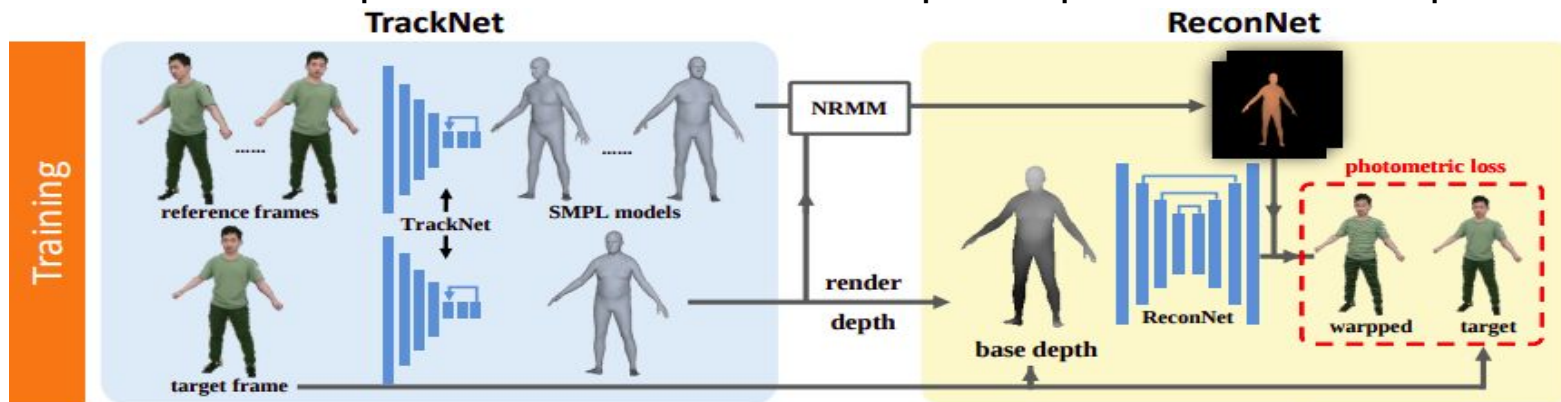 TrackNet
ReconNet
Training
NRMM
photometric loss
reference frames
......
SMPL models
......
TrackNet
render
depth
ReconNet
base depth
warpped
target
target frame